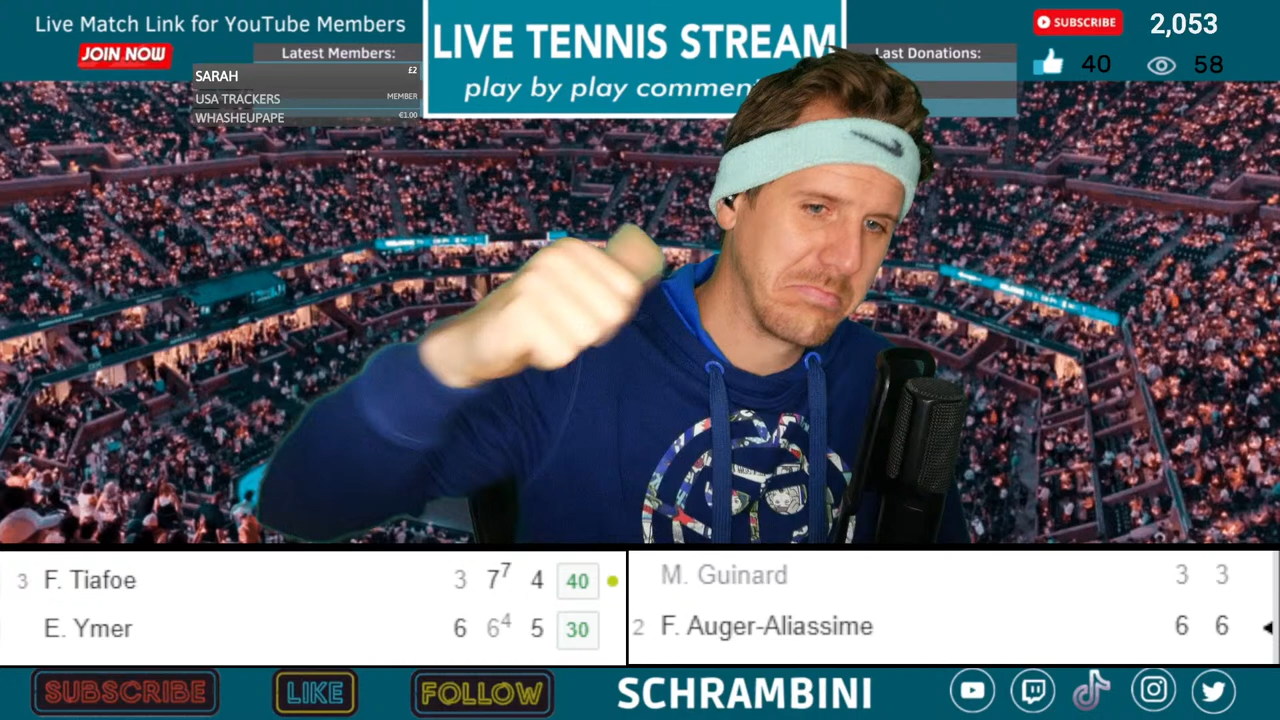 Live Match Link for YouTube Members
JOIN NOW
Latest Members:
SARAH £2
USA TRACKERS MEMBER
WHASHEUPAPE €1.00
LIVE TENNIS STREAM
play by play commen
Last Donations:
SUBSCRIBE 2,053
40 58
3 F. Tiafoe 3 7⁷ 4 40
E. Ymer 6 6⁴ 5 30
M. Guinard 3 3
2 F. Auger-Aliassime 6 6
SUBSCRIBE LIKE FOLLOW SCHRAMBINI